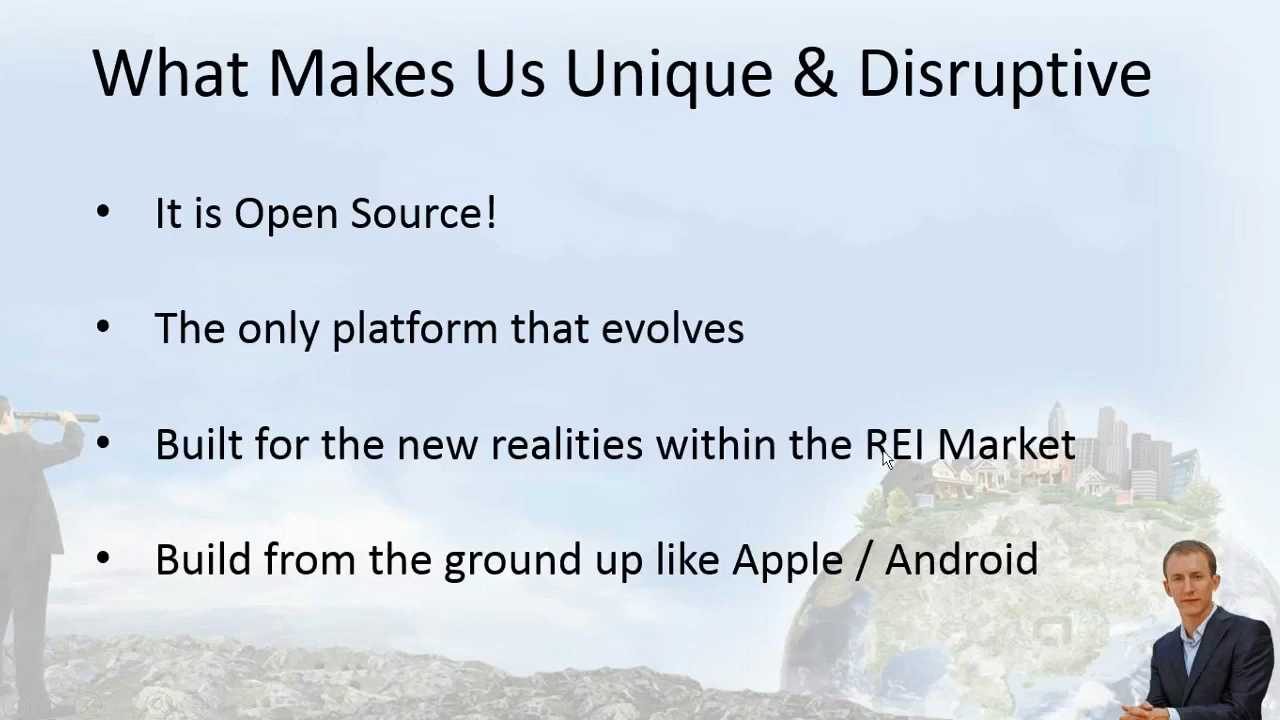 What Makes Us Unique & Disruptive
• It is Open Source!
• The only platform that evolves
• Built for the new realities within the REI Market
• Build from the ground up like Apple / Android